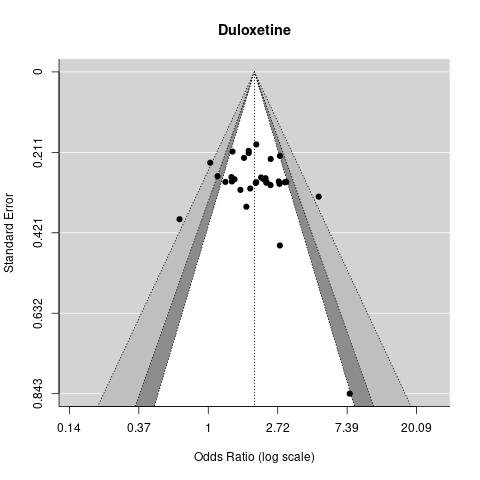 Duloxetine
0
0.211
0.421
0.632
0.843
Standard Error
0.14 0.37 1 2.72 7.39 20.09
Odds Ratio (log scale)